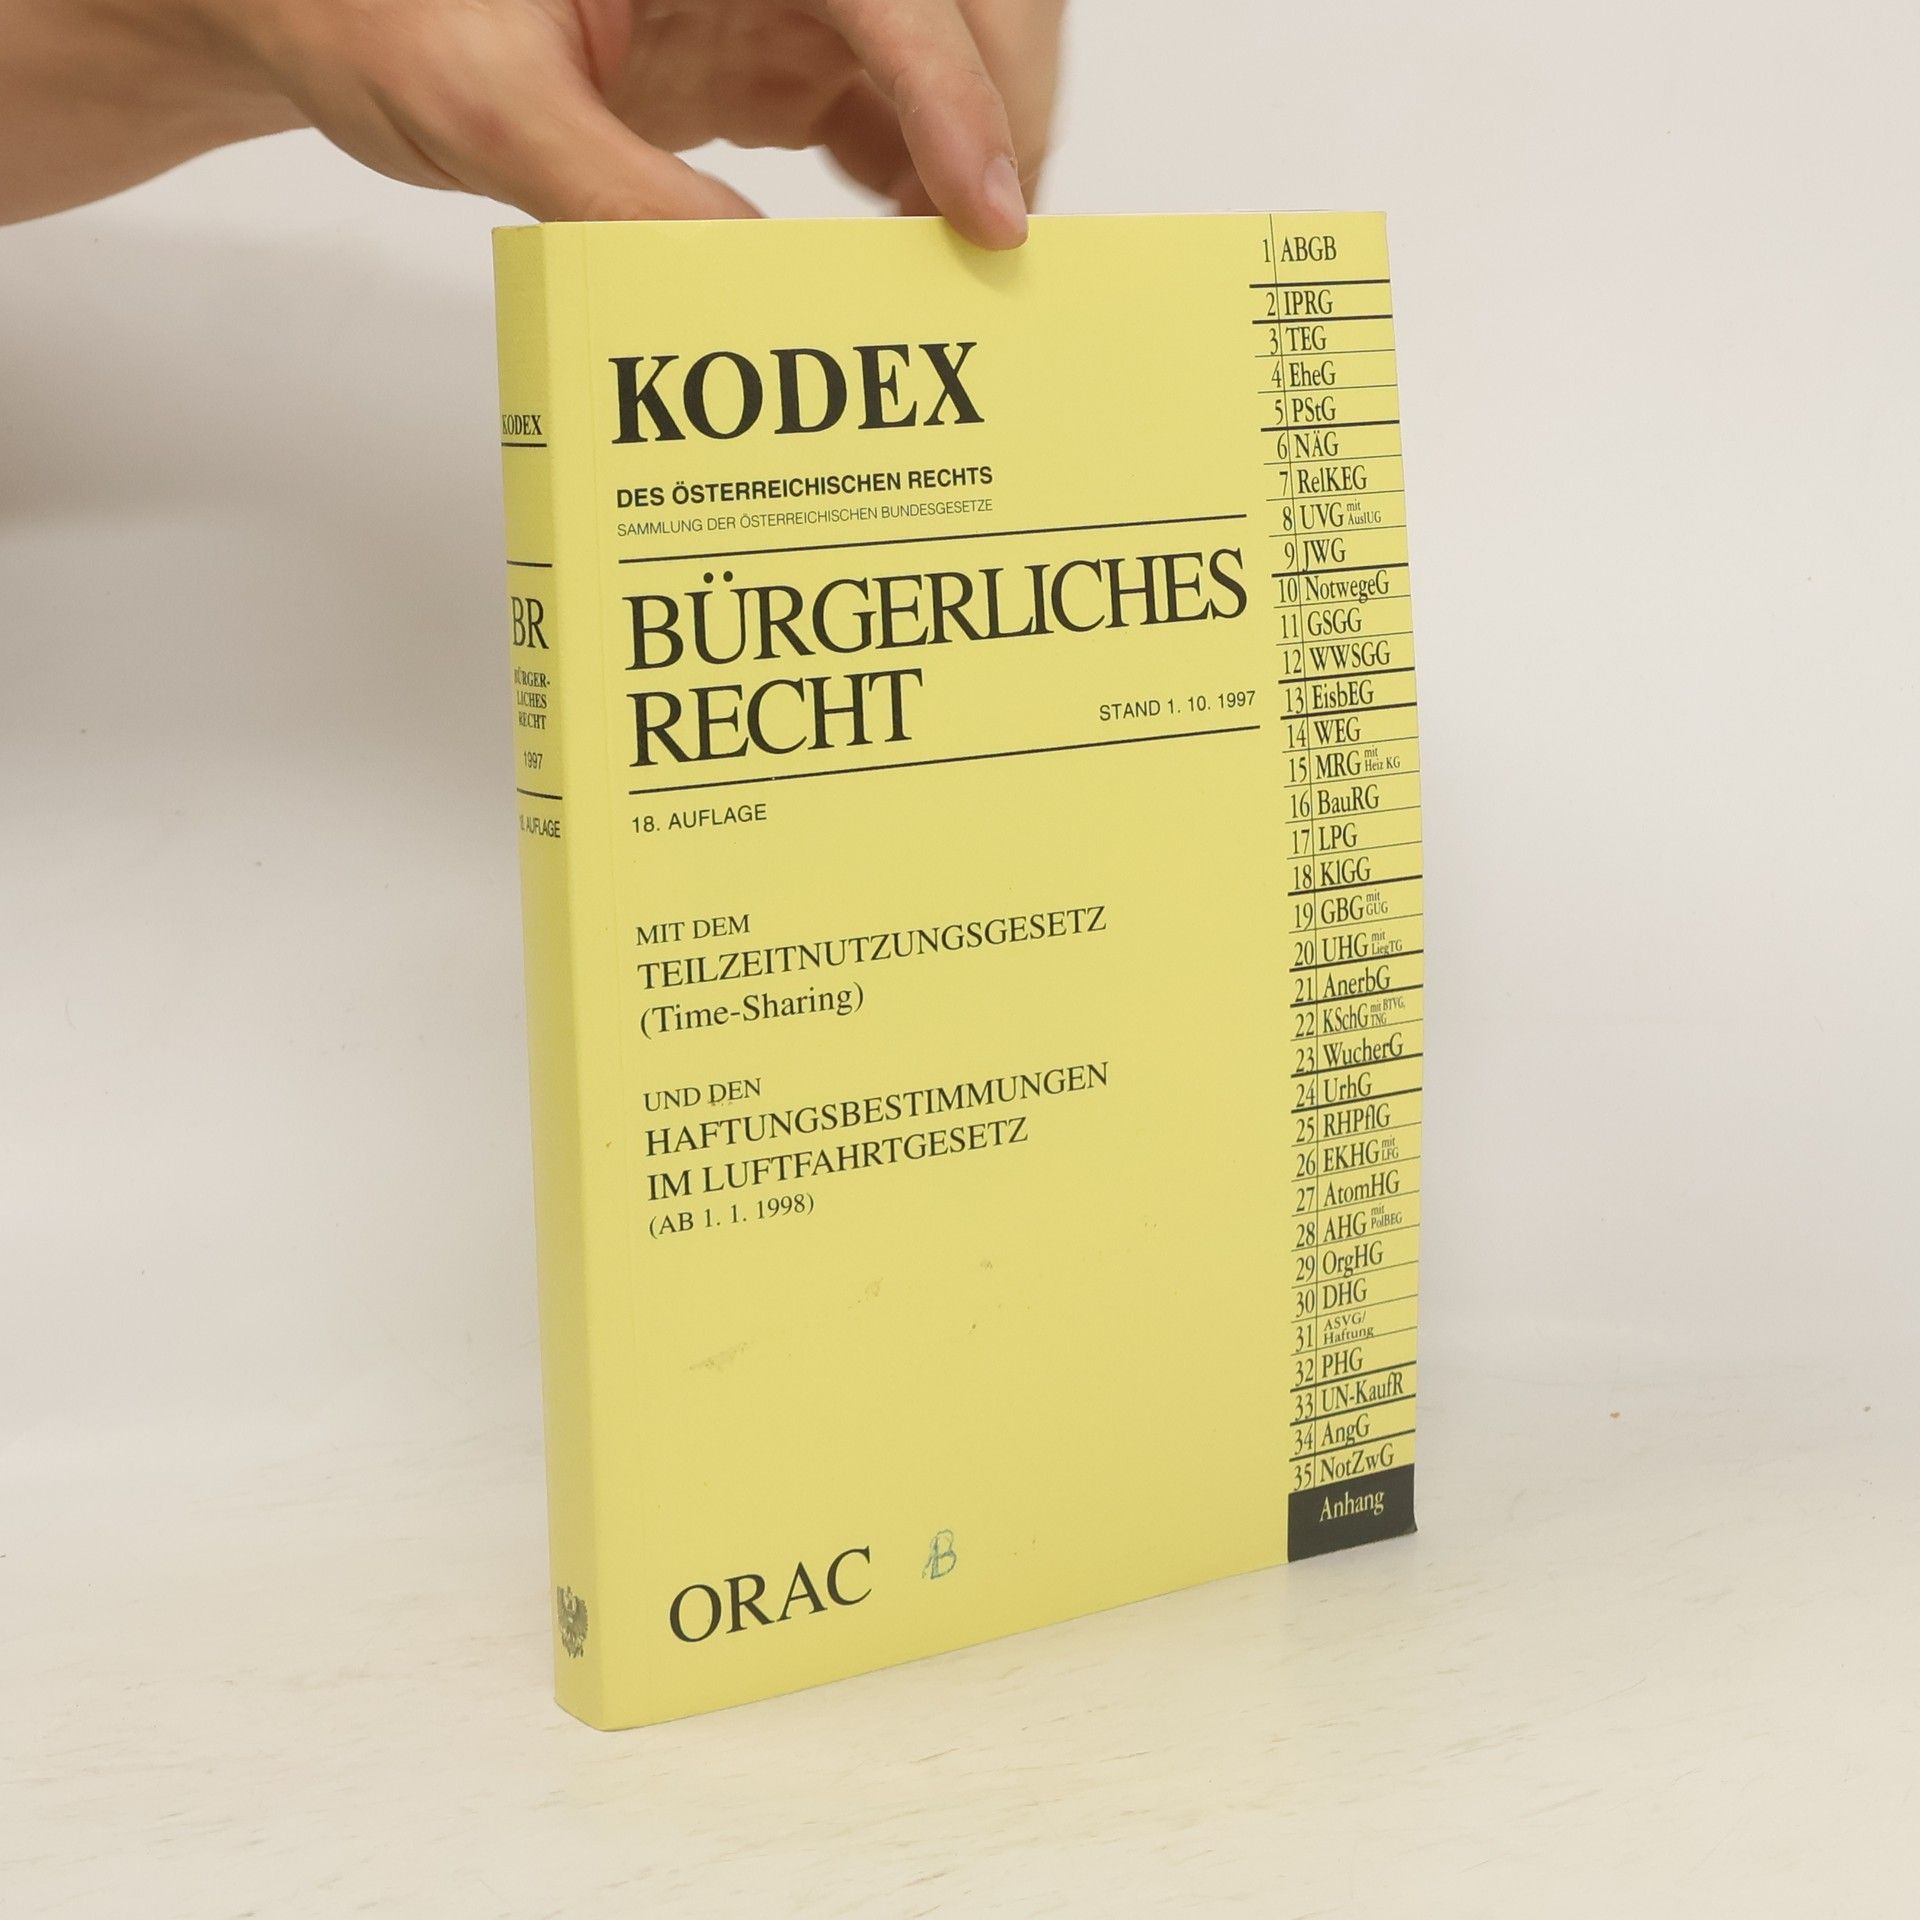 KODEX
BR
BÜRGER-
LICHES
RECHT
1997
18. AUFLAGE
KODEX
DES ÖSTERREICHISCHEN RECHTS
SAMMLUNG DER ÖSTERREICHISCHEN BUNDESGESETZE
BÜRGERLICHES
RECHT
STAND 1. 10. 1997
18. AUFLAGE
MIT DEM
TEILZEITNUTZUNGSGESETZ
(Time-Sharing)
UND DEN
HAFTUNGSBESTIMMUNGEN
IM LUFTFAHRTGESETZ
(AB 1. 1. 1998)
ORAC
1 ABGB
2 IPRG
3 TEG
4 EheG
5 PStG
6 NÄG
7 RelKEG
8 UVG mit AuslUG
9 JWG
10 NotwegeG
11 GSGG
12 WWSGG
13 EisbEG
14 WEG
15 MRG mit Heiz KG
16 BauRG
17 LPG
18 KlGG
19 GBG mit GUG
20 UHG mit LiegTG
21 AnerbG
22 KSchG mit BTVG, TNG
23 WucherG
24 UrhG
25 RHPflG
26 EKHG mit LFG
27 AtomHG
28 AHG mit PolBEG
29 OrgHG
30 DHG
31 ASVG/ Haftung
32 PHG
33 UN-KaufR
34 AngG
35 NotZwG
Anhang